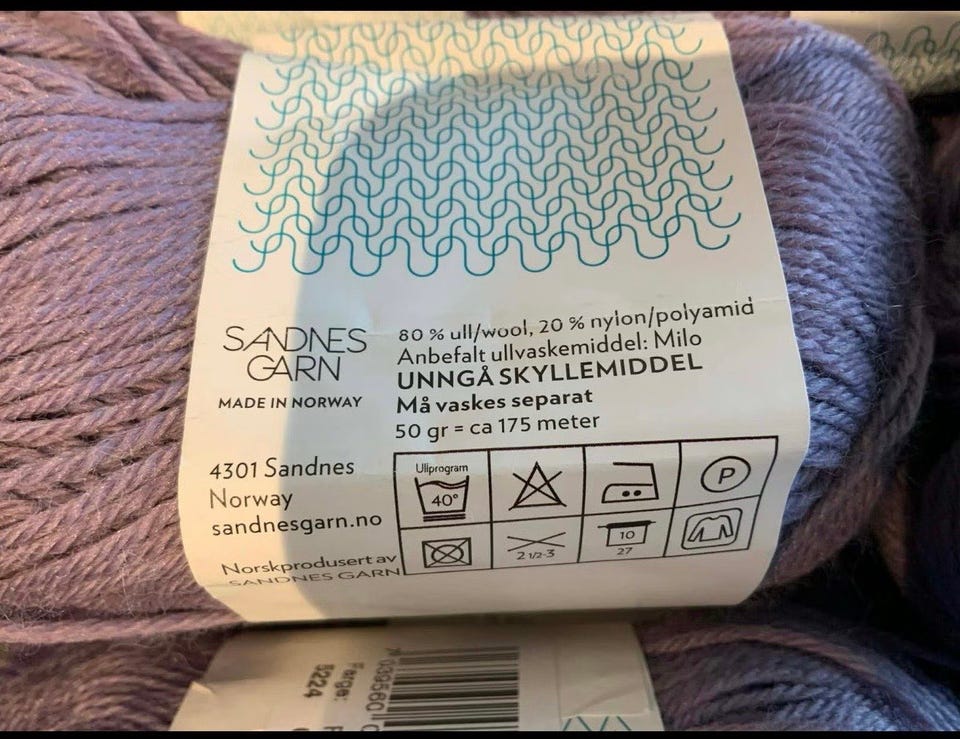 SANDNES
GARN
MADE IN NORWAY
80 % ull/wool, 20 % nylon/polyamid
Anbefalt ullvaskemiddel: Milo
UNNGÅ SKYLLEMIDDEL
Må vaskes separat
50 gr = ca 175 meter
4301 Sandnes
Norway
sandnesgarn.no
Norskprodusert av
SANDNES GARN
Ullprogram
40°
P
2 1/2-3
10
27
Farge:
5224